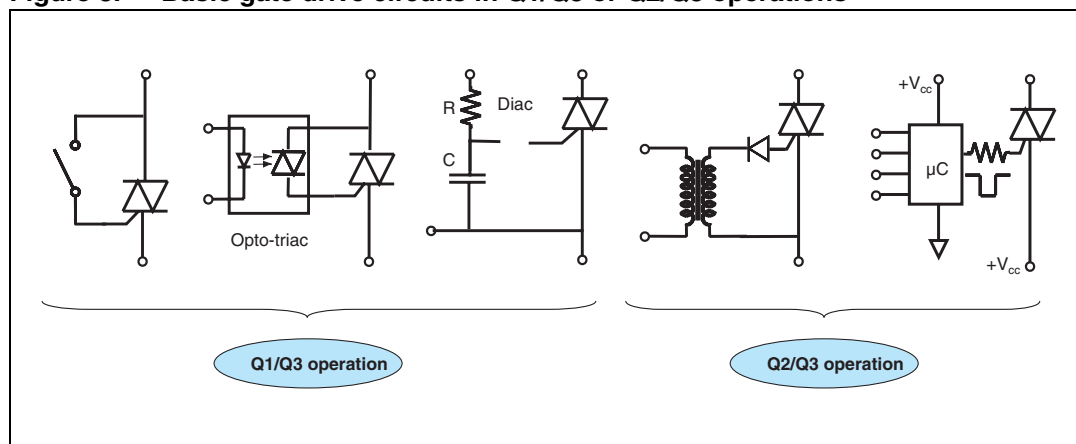 Figure Basic gate drive circuits in Q1/Q3 or Q2/Q3 operations
R
Diac
C
Opto-triac
+Vcc
µC
+Vcc
Q1/Q3 operation
Q2/Q3 operation